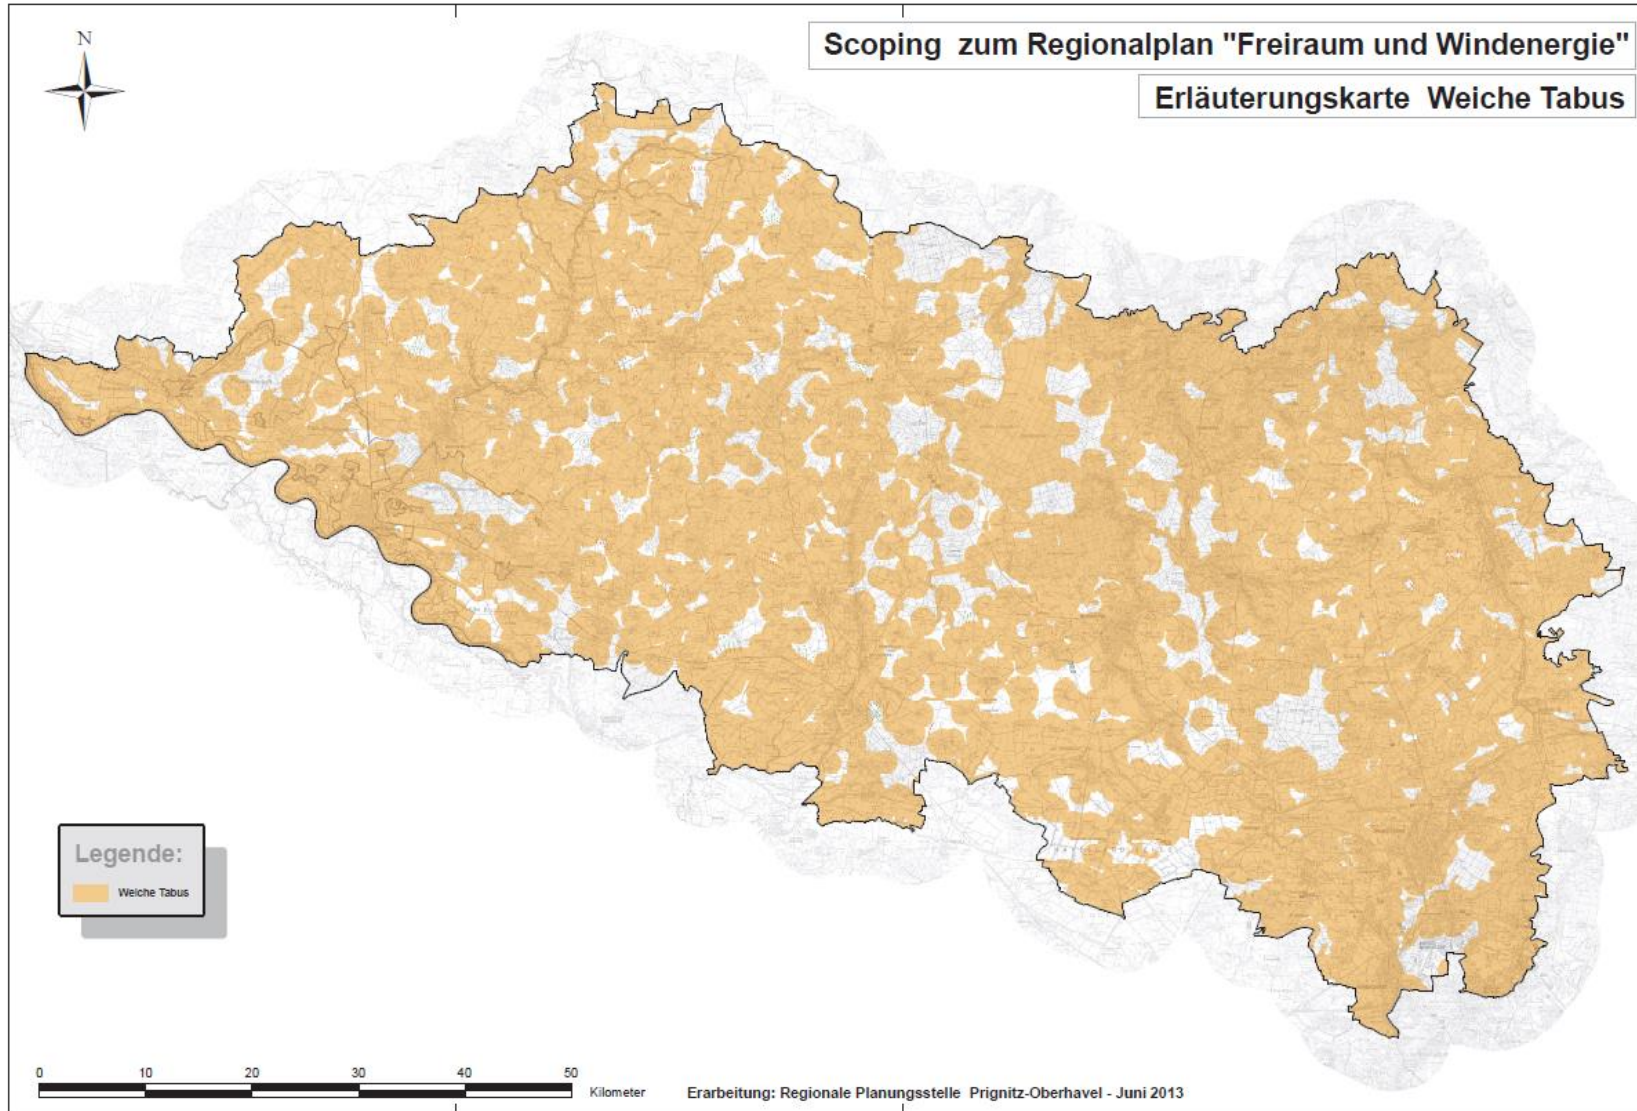 Scoping zum Regionalplan "Freiraum und Windenergie"
Erläuterungskarte Weiche Tabus
N
Legende:
Weiche Tabus
0 10 20 30 40 50
Kilometer
Erarbeitung: Regionale Planungsstelle Prignitz-Oberhavel - Juni 2013